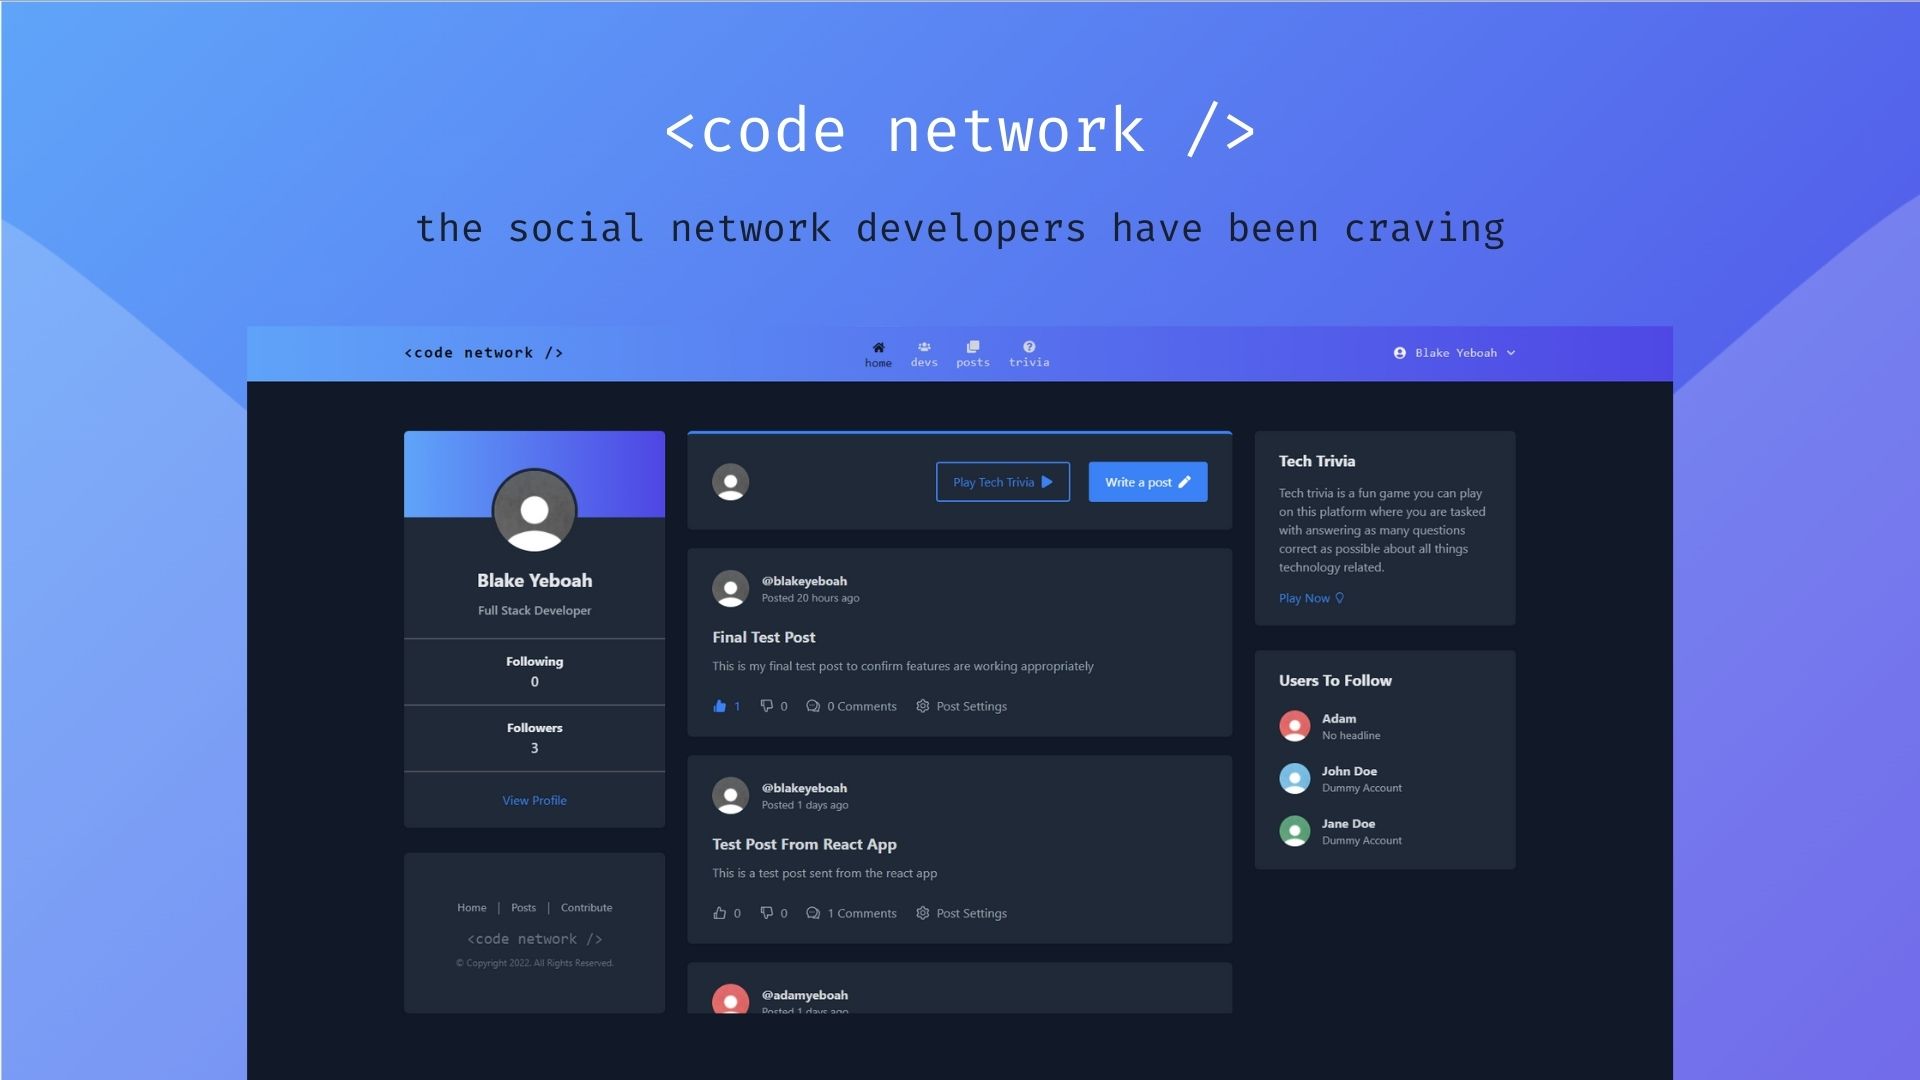 <code network />
the social network developers have been craving
<code network />
home
devs
posts
trivia
Blake Yeboah
Blake Yeboah
Full Stack Developer
Following
0
Followers
3
View Profile
Home | Posts | Contribute
<code network />
© Copyright 2022. All Rights Reserved.
Play Tech Trivia
Write a post
@blakeyeboah
Posted 20 hours ago
Final Test Post
This is my final test post to confirm features are working appropriately
1 0 0 Comments Post Settings
@blakeyeboah
Posted 1 days ago
Test Post From React App
This is a test post sent from the react app
0 0 1 Comments Post Settings
@adamyeboah
Posted 1 days ago
Tech Trivia
Tech trivia is a fun game you can play
on this platform where you are tasked
with answering as many questions
correct as possible about all things
technology related.
Play Now
Users To Follow
Adam
No headline
John Doe
Dummy Account
Jane Doe
Dummy Account